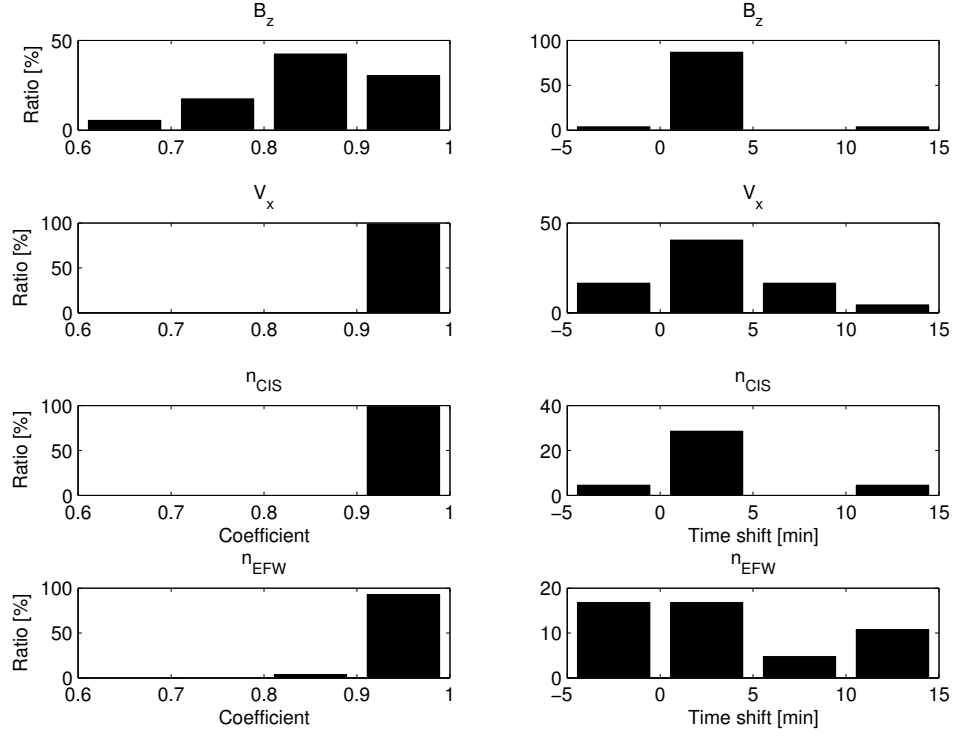 B_z
Ratio [%]
50
0
0.6 0.7 0.8 0.9 1
B_z
100
50
0
−5 0 5 10 15
V_x
Ratio [%]
100
50
0
0.6 0.7 0.8 0.9 1
V_x
50
0
−5 0 5 10 15
n_CIS
Ratio [%]
100
50
0
0.6 0.7 0.8 0.9 1
Coefficient
n_CIS
40
20
0
−5 0 5 10 15
Time shift [min]
n_EFW
Ratio [%]
100
50
0
0.6 0.7 0.8 0.9 1
Coefficient
n_EFW
20
10
0
−5 0 5 10 15
Time shift [min]